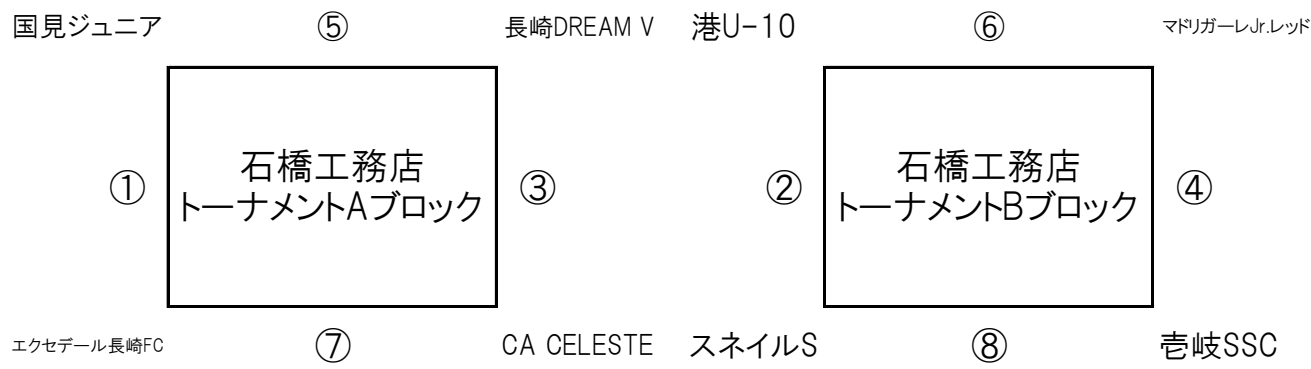 国見ジュニア ⑤ 長崎DREAM V 港U-10 ⑥ マドリガーレJr.レッド
① 石橋工務店 ③ ② 石橋工務店 ④
トーナメントAブロック トーナメントBブロック
エクセデール長崎FC ⑦ CA CELESTE スネイルS ⑧ 壱岐SSC